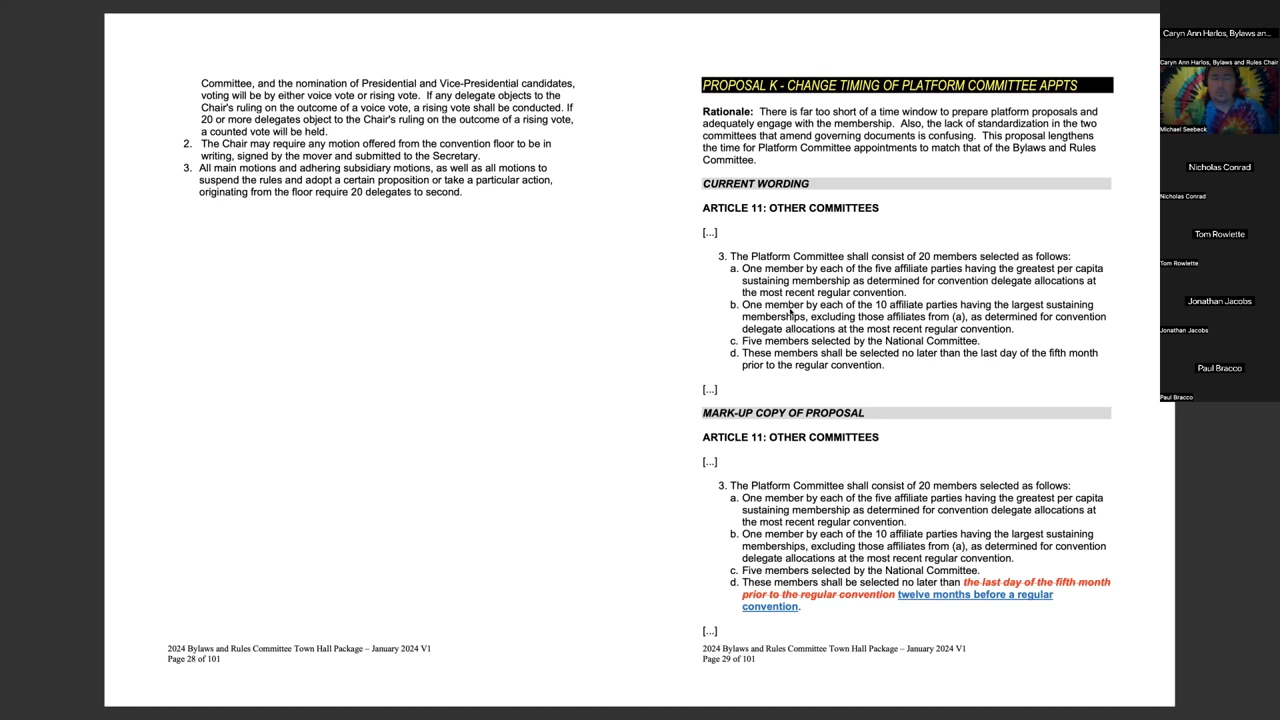 Committee, and the nomination of Presidential and Vice-Presidential candidates,
voting will be by either voice vote or rising vote. If any delegate objects to the
Chair's ruling on the outcome of a voice vote, a rising vote shall be conducted. If
20 or more delegates object to the Chair's ruling on the outcome of a rising vote,
a counted vote will be held.
2. The Chair may require any motion offered from the convention floor to be in
writing, signed by the mover and submitted to the Secretary.
3. All main motions and adhering subsidiary motions, as well as all motions to
suspend the rules and adopt a certain proposition or take a particular action,
originating from the floor require 20 delegates to second.
2024 Bylaws and Rules Committee Town Hall Package – January 2024 V1
Page 28 of 101
PROPOSAL K - CHANGE TIMING OF PLATFORM COMMITTEE APPTS
Rationale: There is far too short of a time window to prepare platform proposals and
adequately engage with the membership. Also, the lack of standardization in the two
committees that amend governing documents is confusing. This proposal lengthens
the time for Platform Committee appointments to match that of the Bylaws and Rules
Committee.
CURRENT WORDING
ARTICLE 11: OTHER COMMITTEES
[...]
3. The Platform Committee shall consist of 20 members selected as follows:
a. One member by each of the five affiliate parties having the greatest per capita
sustaining membership as determined for convention delegate allocations at
the most recent regular convention.
b. One member by each of the 10 affiliate parties having the largest sustaining
memberships, excluding those affiliates from (a), as determined for convention
delegate allocations at the most recent regular convention.
c. Five members selected by the National Committee.
d. These members shall be selected no later than the last day of the fifth month
prior to the regular convention.
[...]
MARK-UP COPY OF PROPOSAL
ARTICLE 11: OTHER COMMITTEES
[...]
3. The Platform Committee shall consist of 20 members selected as follows:
a. One member by each of the five affiliate parties having the greatest per capita
sustaining membership as determined for convention delegate allocations at
the most recent regular convention.
b. One member by each of the 10 affiliate parties having the largest sustaining
memberships, excluding those affiliates from (a), as determined for convention
delegate allocations at the most recent regular convention.
c. Five members selected by the National Committee.
d. These members shall be selected no later than the last day of the fifth month
prior to the regular convention twelve months before a regular
convention.
[...]
2024 Bylaws and Rules Committee Town Hall Package – January 2024 V1
Page 29 of 101
Caryn Ann Harlos, Bylaws an...
Caryn Ann Harlos, Bylaws and Rules Chair
Michael Seebeck
Nicholas Conrad
Nicholas Conrad
Tom Rowlette
Tom Rowlette
Jonathan Jacobs
Jonathan Jacobs
Paul Bracco
Paul Bracco